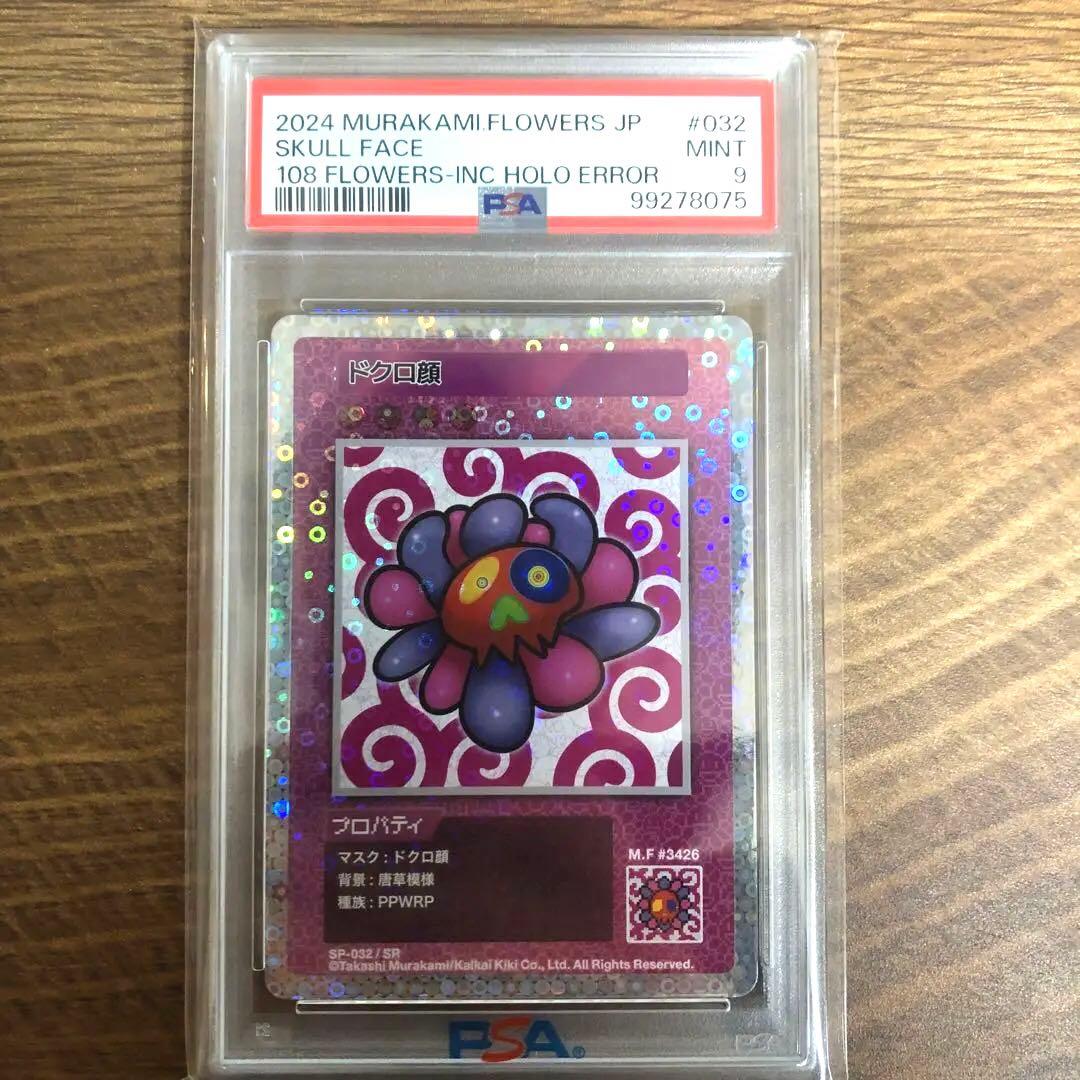 2024 MURAKAMI.FLOWERS JP #032
SKULL FACE MINT
108 FLOWERS-INC HOLO ERROR 9
PSA 99278075
ドクロ顔
プロパティ
マスク : ドクロ顔
背景 : 唐草模様
種族 : PPWRP
M.F #3426
SP-032 / SR
©Takashi Murakami/Kaikai Kiki Co., Ltd. All Rights Reserved.
PSA®